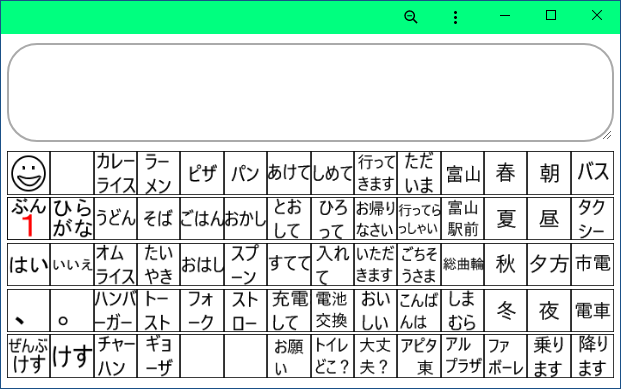 カレーライス ラーメン ピザ パン あけて しめて 行ってきます ただいま 富山 春 朝 バス
ぶん1 ひらがな うどん そば ごはん おかし とおして ひろって お帰りなさい 行ってらっしゃい 富山駅前 夏 昼 タクシー
はい いいえ オムライス たいやき おはし スプーン すてて 入れて いただきます ごちそうさま 総曲輪 秋 夕方 市電
、 。 ハンバーガー トースト フォーク ストロー 充電して 電池交換 おいしい こんばんは しまむら 冬 夜 電車
ぜんぶけす けす チャーハン ギョーザ お願い トイレどこ? 大丈夫? アピタ東 アルプラザ ファボーレ 乗ります 降ります